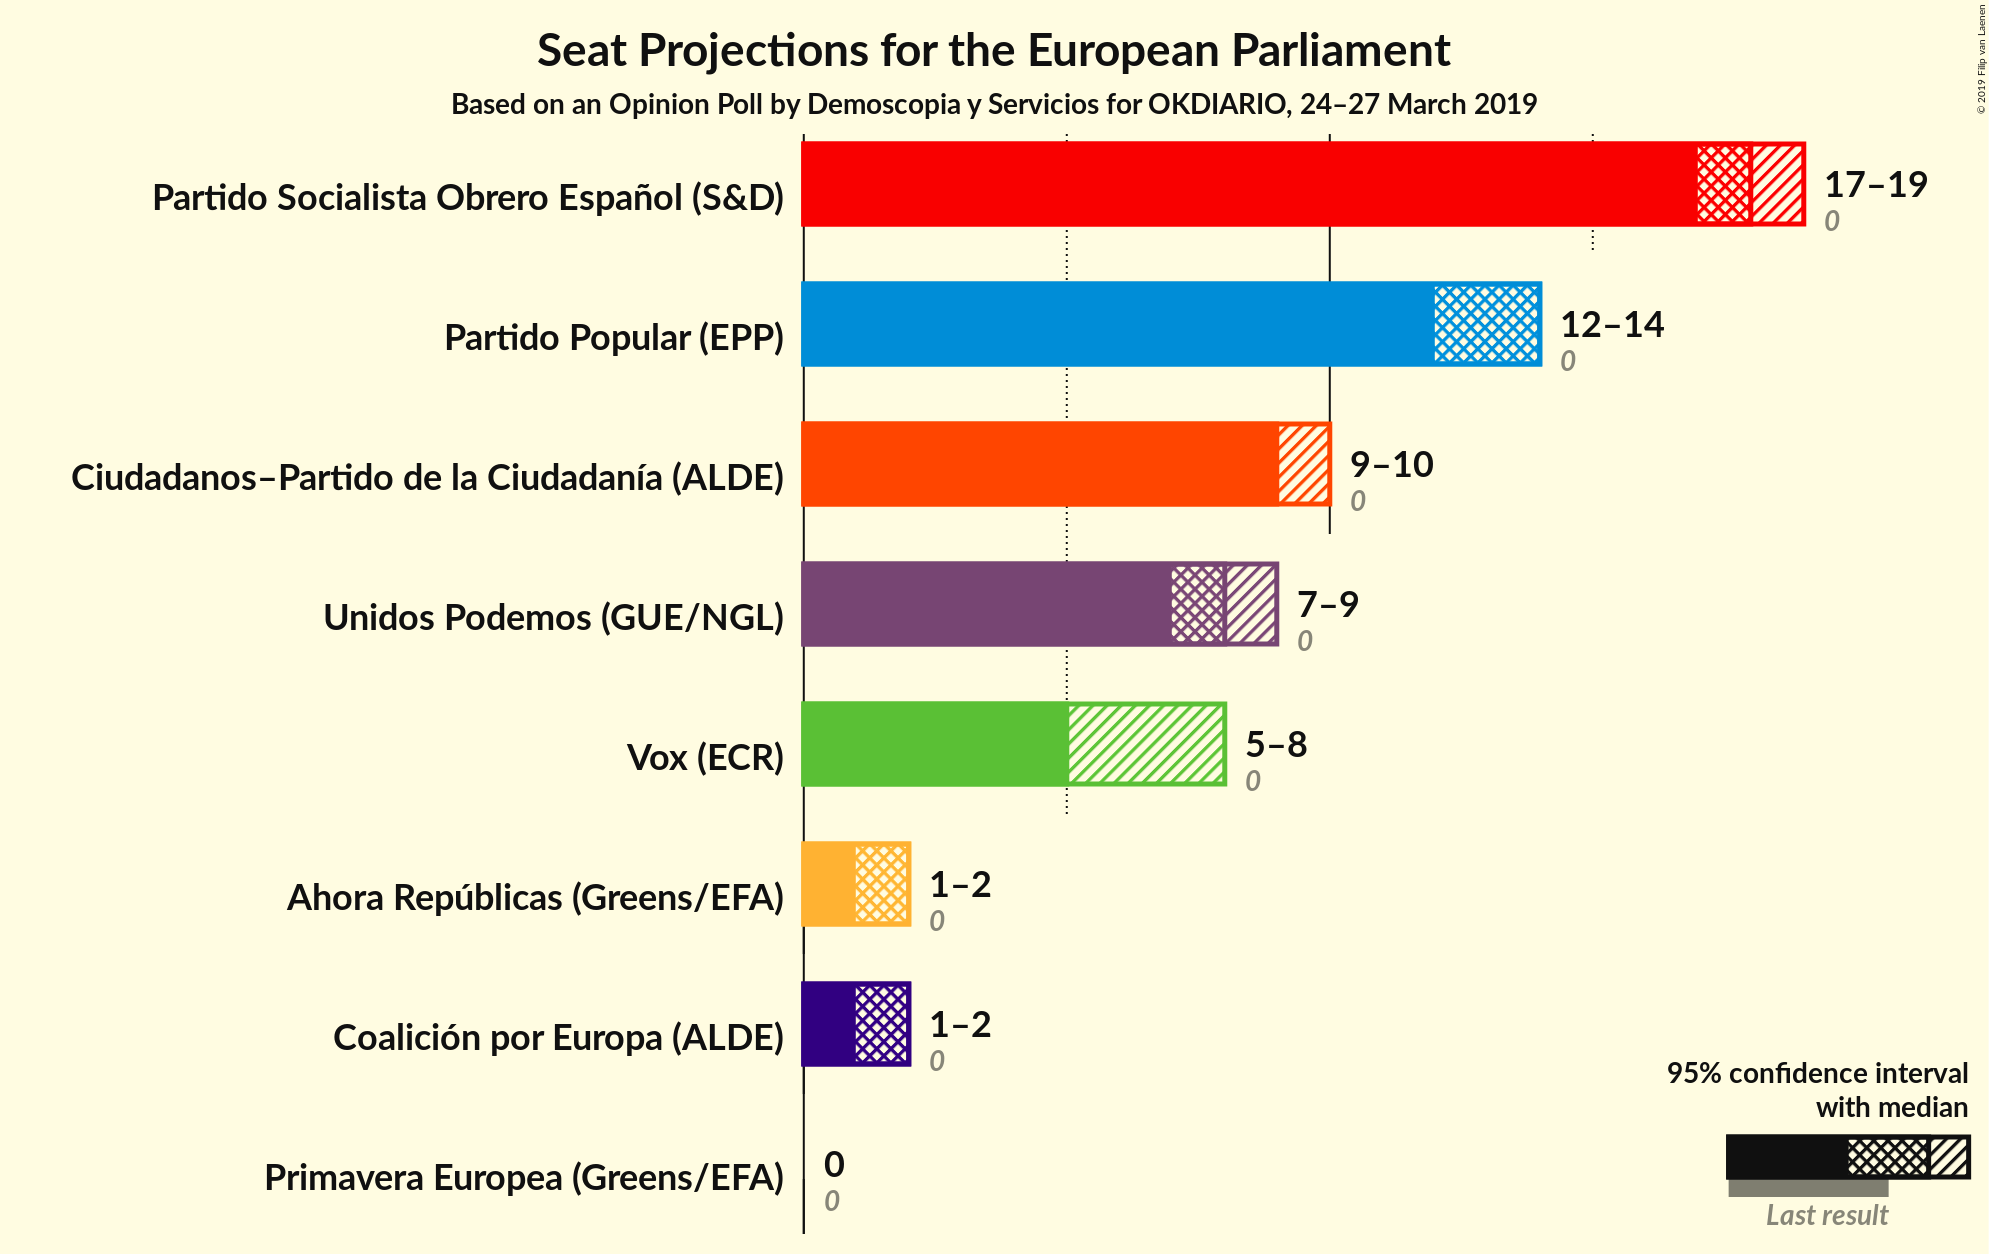 Seat Projections for the European Parliament
Based on an Opinion Poll by Demoscopia y Servicios for OKDIARIO, 24–27 March 2019
© 2019 Filip van Laenen
Partido Socialista Obrero Español (S&D)
17–19
0
Partido Popular (EPP)
12–14
0
Ciudadanos–Partido de la Ciudadanía (ALDE)
9–10
0
Unidos Podemos (GUE/NGL)
7–9
0
Vox (ECR)
5–8
0
Ahora Repúblicas (Greens/EFA)
1–2
0
Coalición por Europa (ALDE)
1–2
0
Primavera Europea (Greens/EFA)
0
0
95% confidence interval
with median
Last result